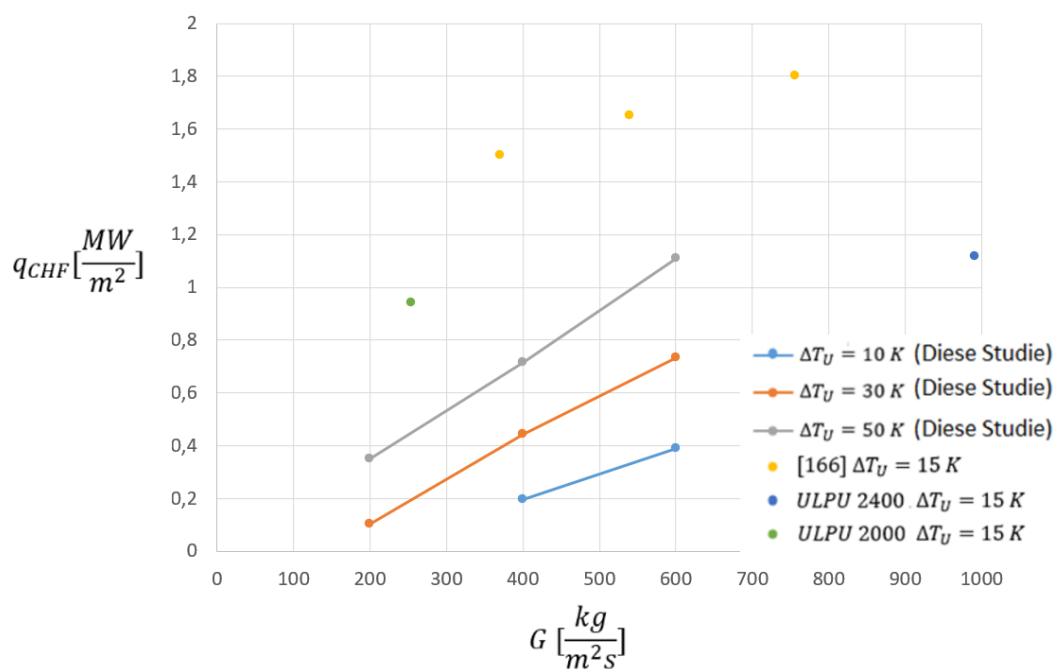 2
1,8
1,6
1,4
1,2
1
0,8
0,6
0,4
0,2
0
q_CHF [MW/m²]
ΔT_U = 10 K (Diese Studie)
ΔT_U = 30 K (Diese Studie)
ΔT_U = 50 K (Diese Studie)
[166] ΔT_U = 15 K
ULPU 2400 ΔT_U = 15 K
ULPU 2000 ΔT_U = 15 K
0 100 200 300 400 500 600 700 800 900 1000
G [kg/m²s]